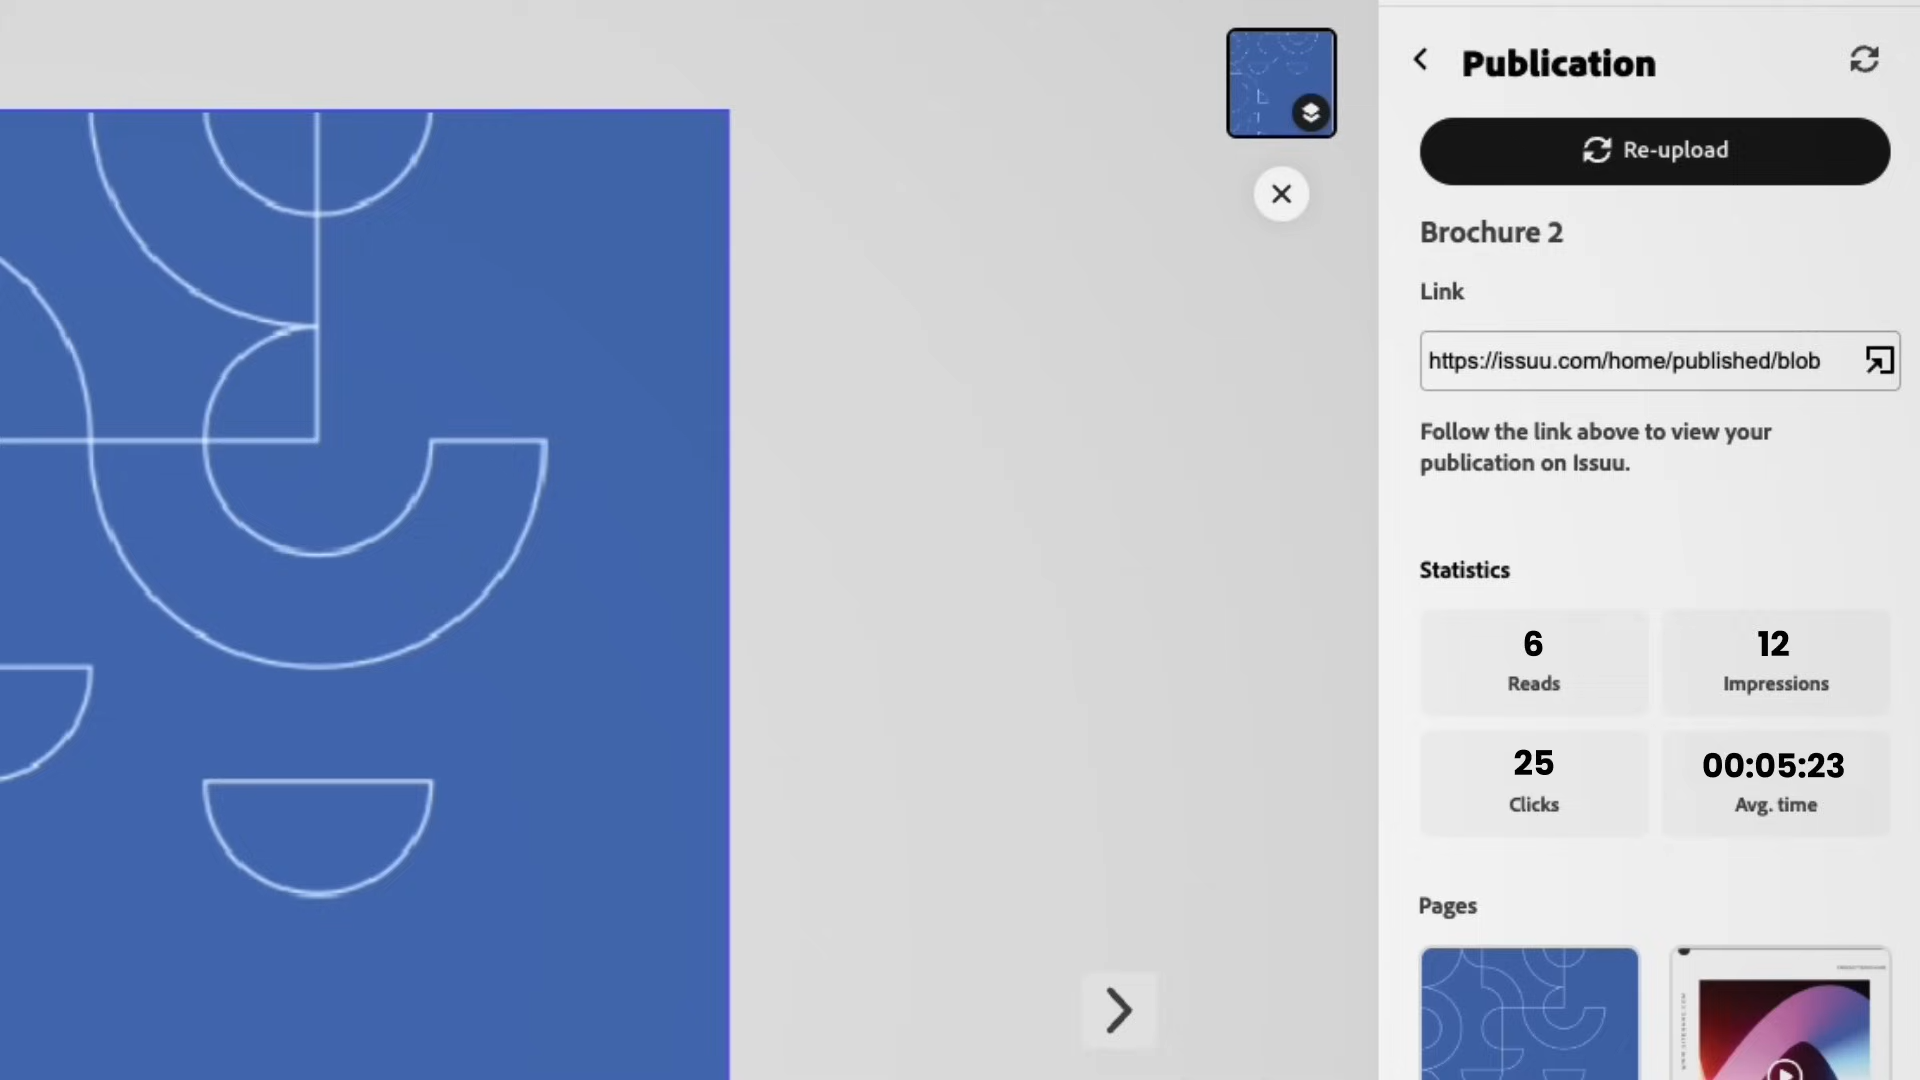 Publication
Re-upload
Brochure 2
Link
https://issuu.com/home/published/blob
Follow the link above to view your
publication on Issuu.
Statistics
6
Reads
12
Impressions
25
Clicks
00:05:23
Avg. time
Pages